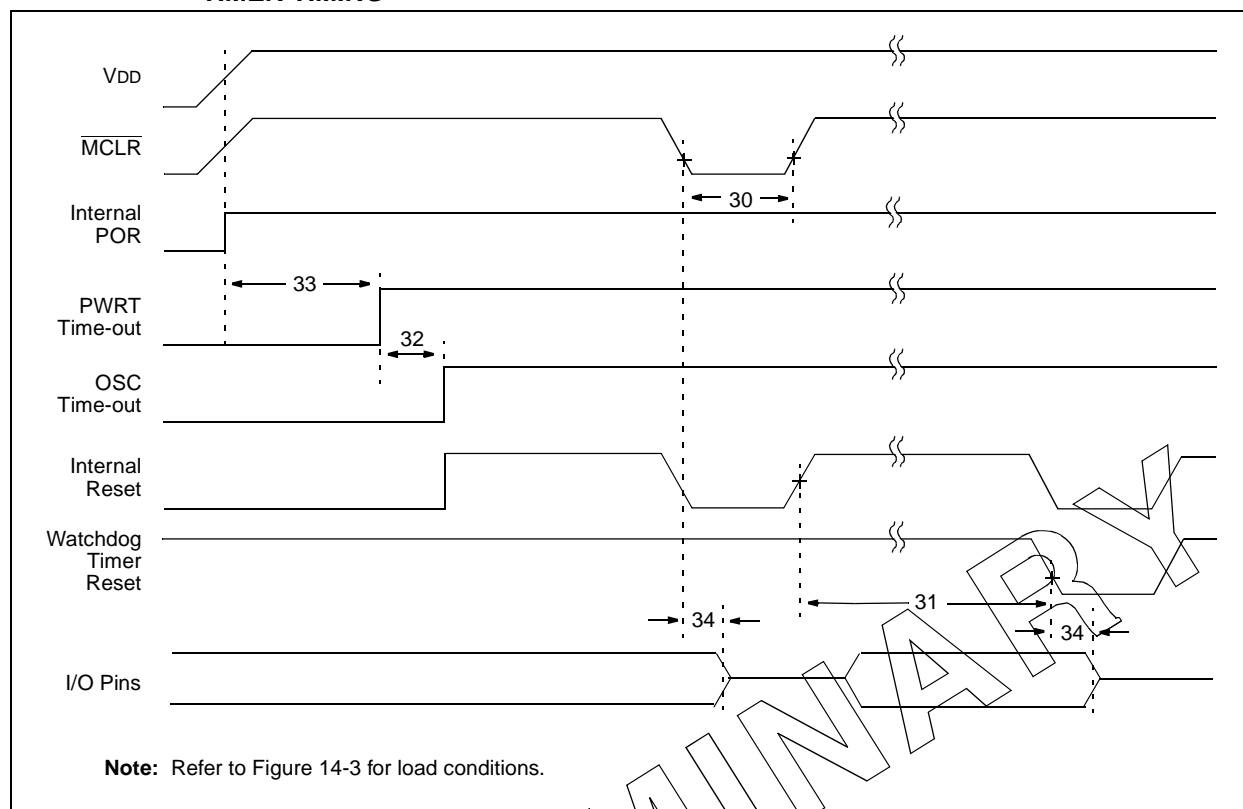 VDD
MCLR
30
Internal
POR
33
PWRT
Time-out
32
OSC
Time-out
Internal
Reset
Watchdog
Timer
Reset
31
34
34
I/O Pins
Note: Refer to Figure 14-3 for load conditions.